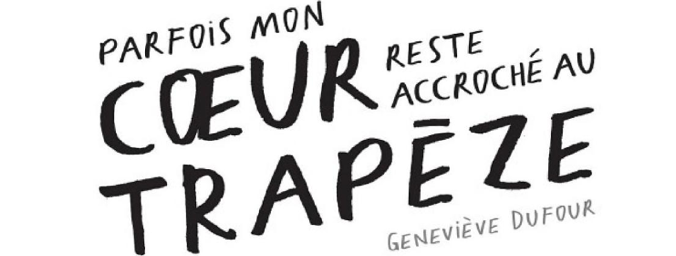 PARFOIS MON
CŒUR RESTE
ACCROCHÉ AU
TRAPĒZE
GENEVIÈVE DUFOUR